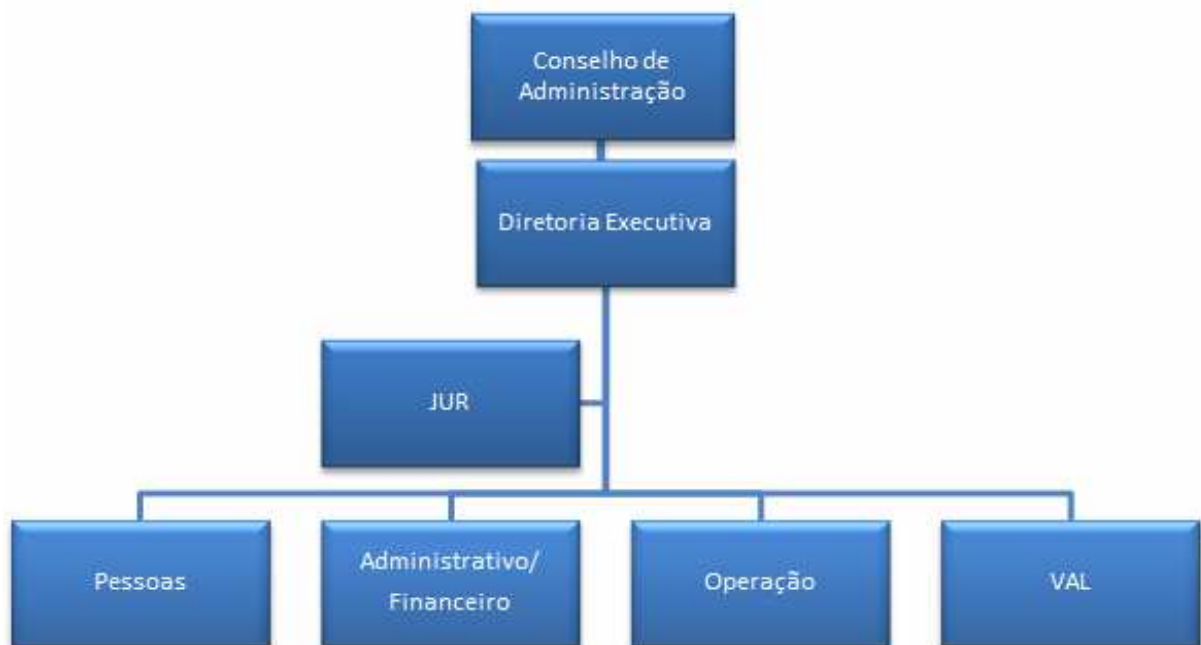 Conselho de
Administração
Diretoria Executiva
JUR
Pessoas
Administrativo/
Financeiro
Operação
VAL